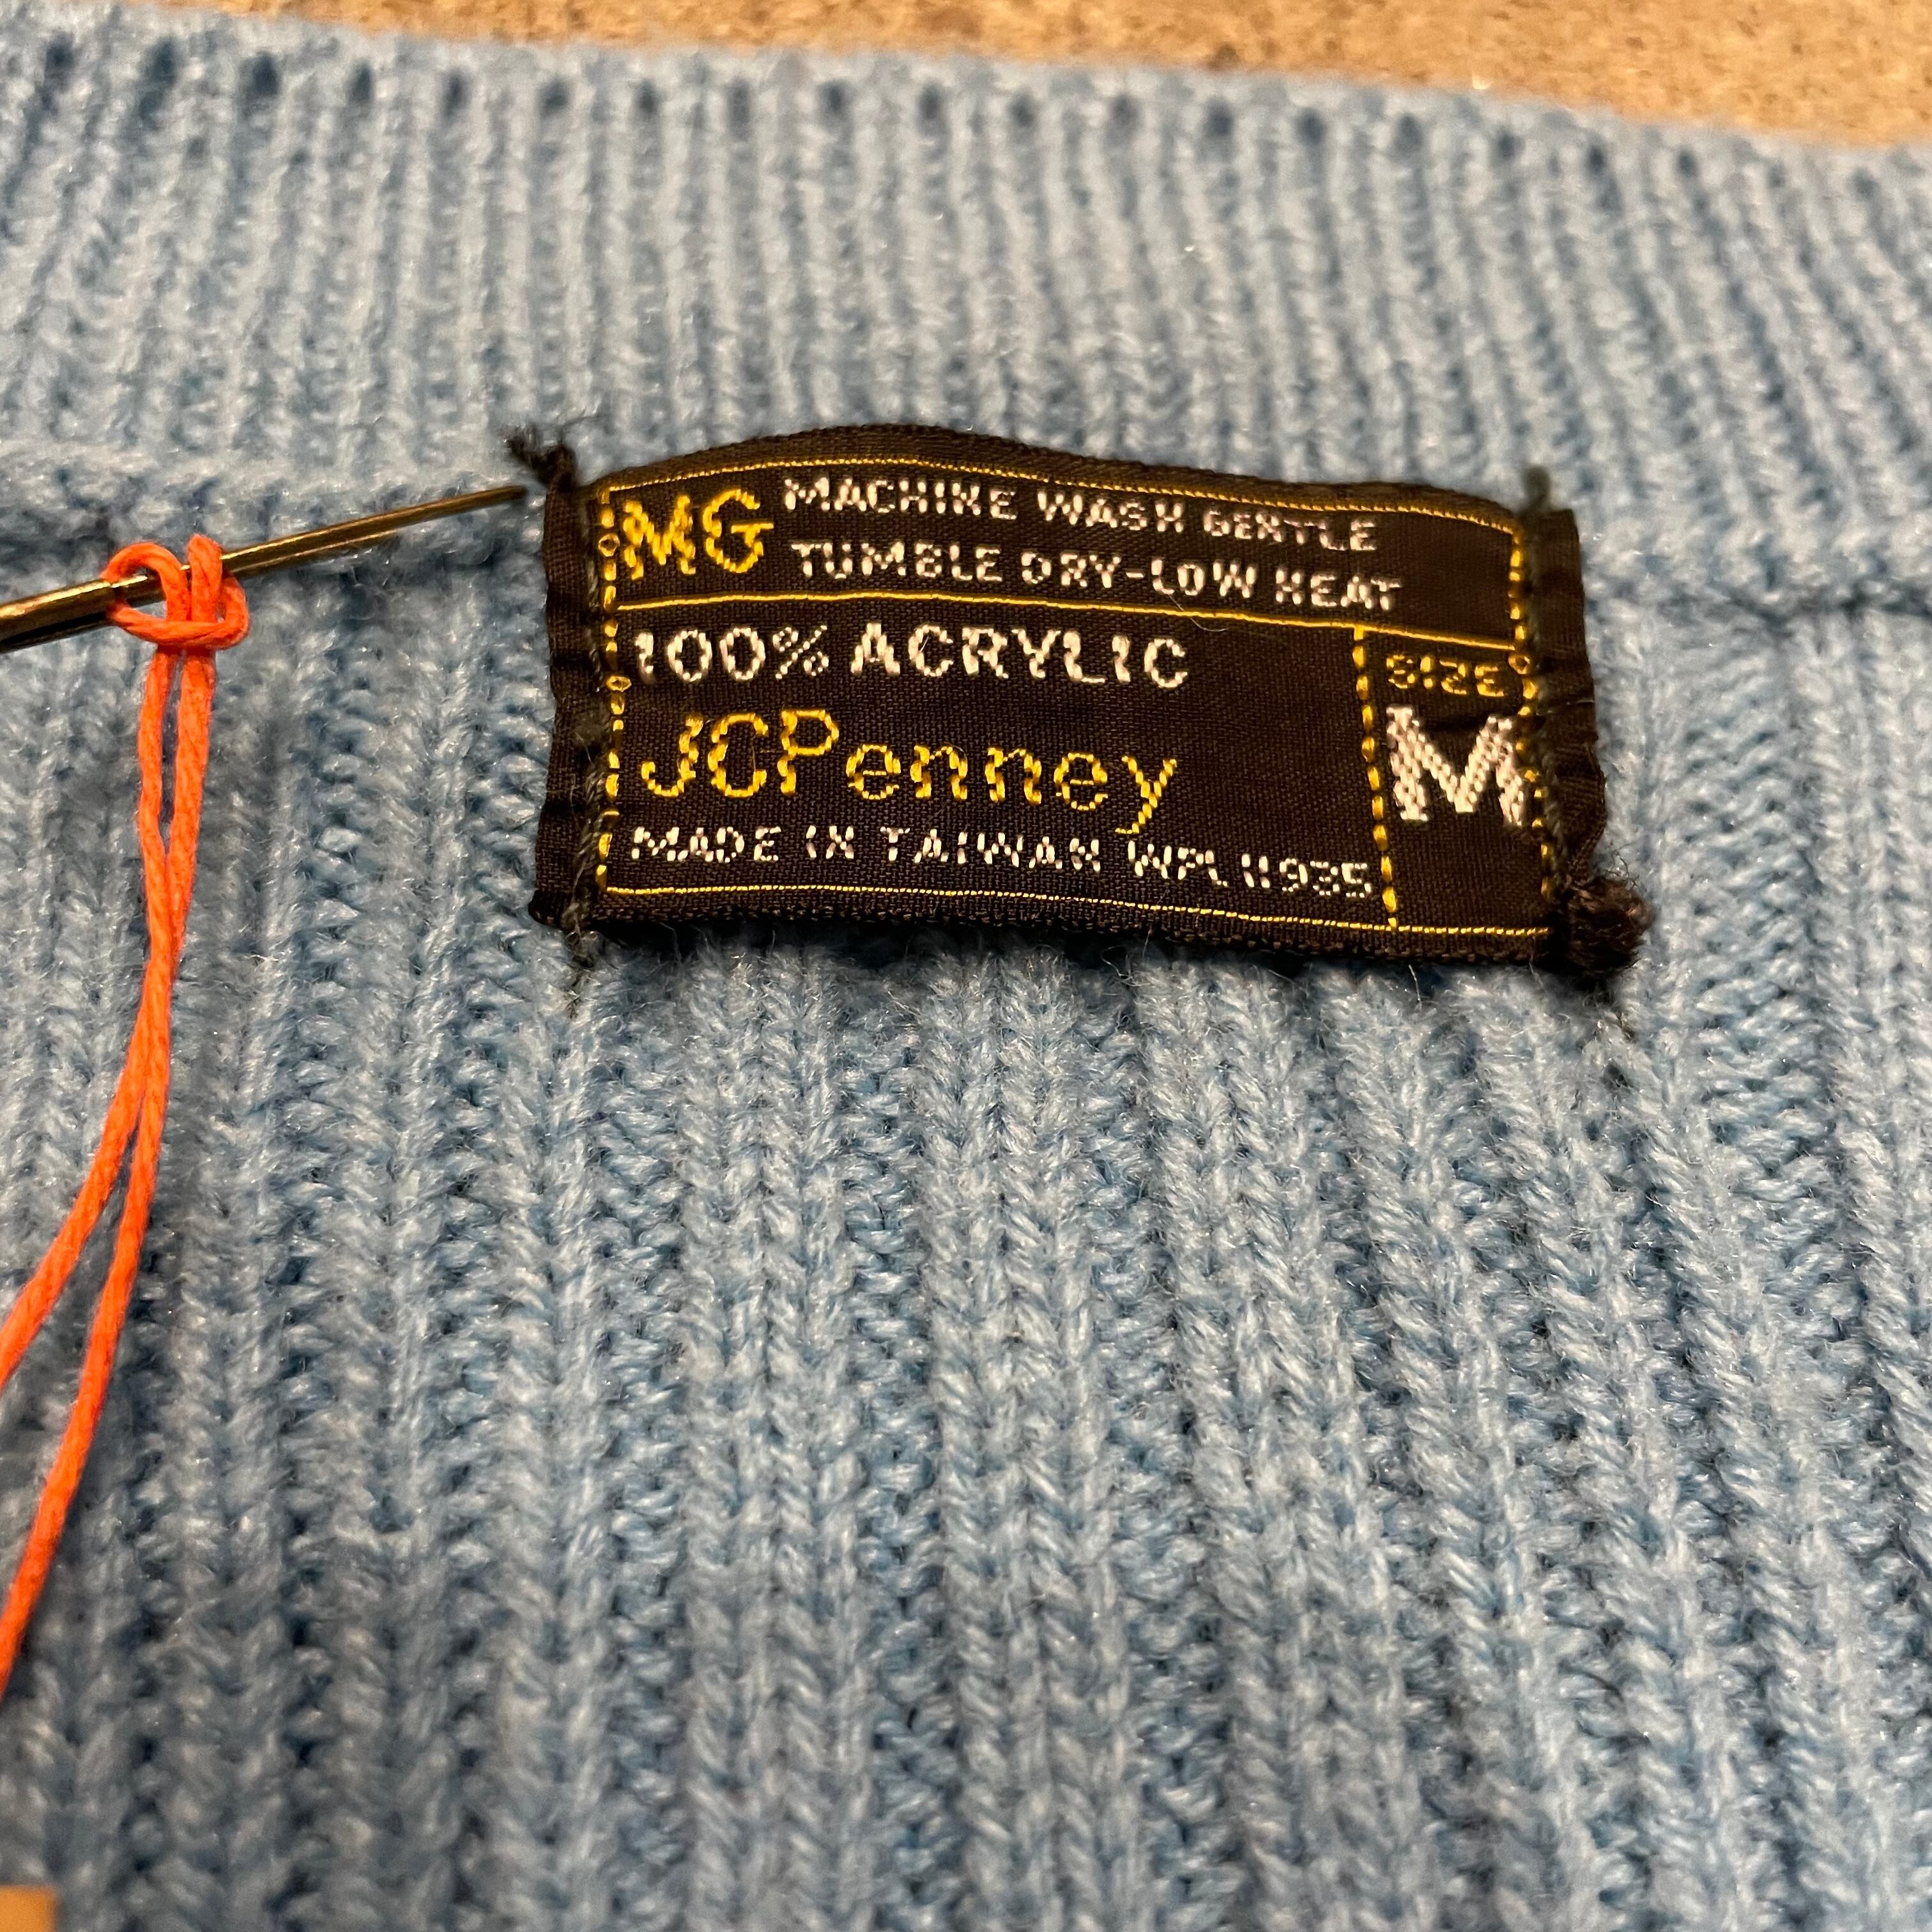 MG MACHINE WASH GENTLE
TUMBLE DRY-LOW HEAT
100% ACRYLIC
SIZE
M
JCPenney
MADE IN TAIWAN WPL 11935